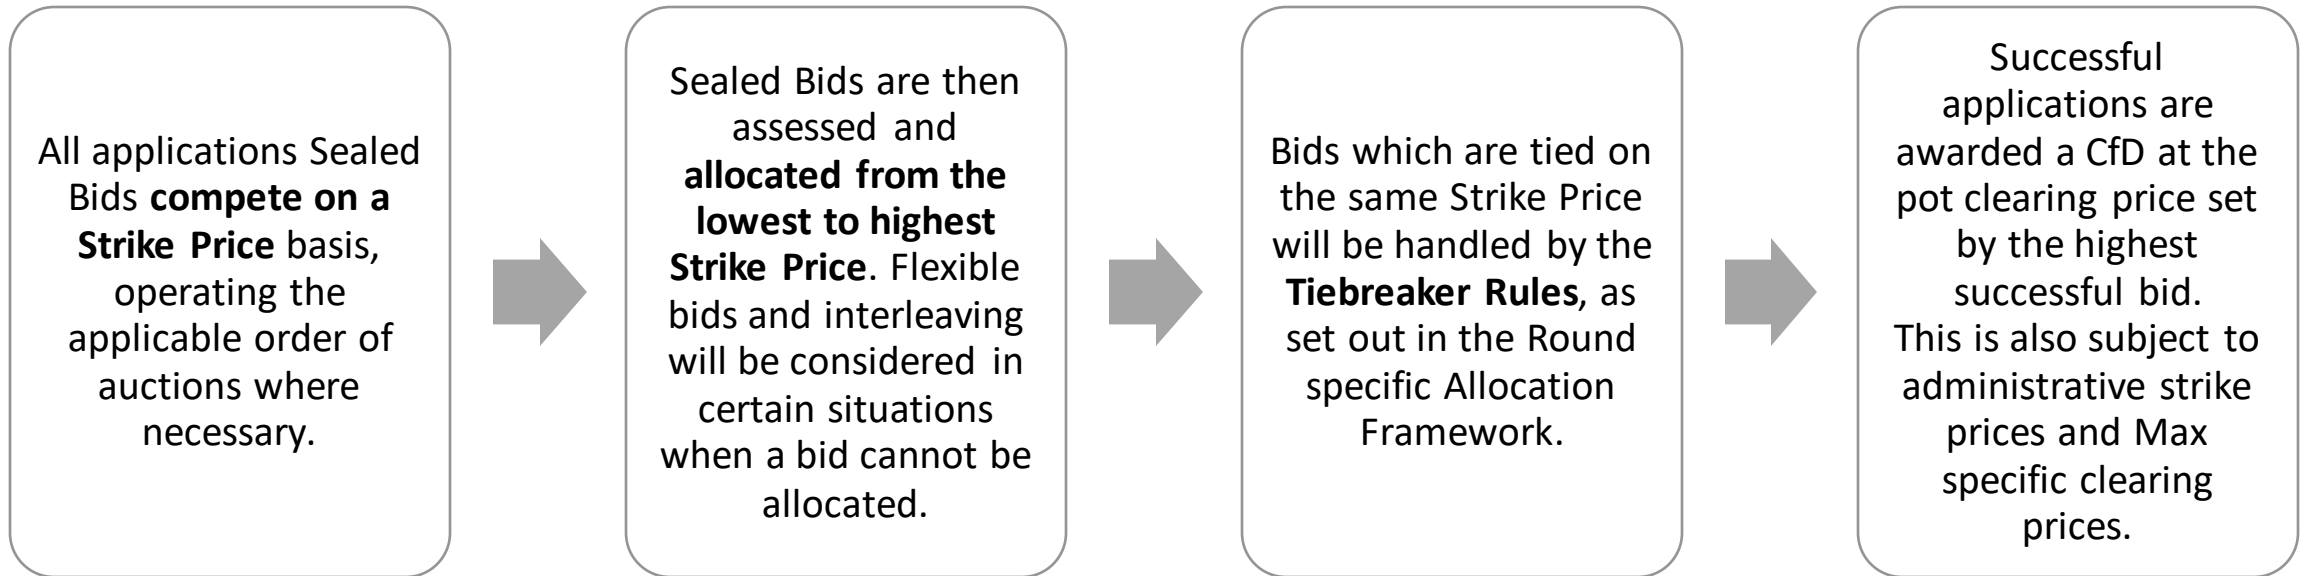 All applications Sealed
Bids compete on a
Strike Price basis,
operating the
applicable order of
auctions where
necessary.
Sealed Bids are then
assessed and
allocated from the
lowest to highest
Strike Price. Flexible
bids and interleaving
will be considered in
certain situations
when a bid cannot be
allocated.
Bids which are tied on
the same Strike Price
will be handled by the
Tiebreaker Rules, as
set out in the Round
specific Allocation
Framework.
Successful
applications are
awarded a CfD at the
pot clearing price set
by the highest
successful bid.
This is also subject to
administrative strike
prices and Max
specific clearing
prices.